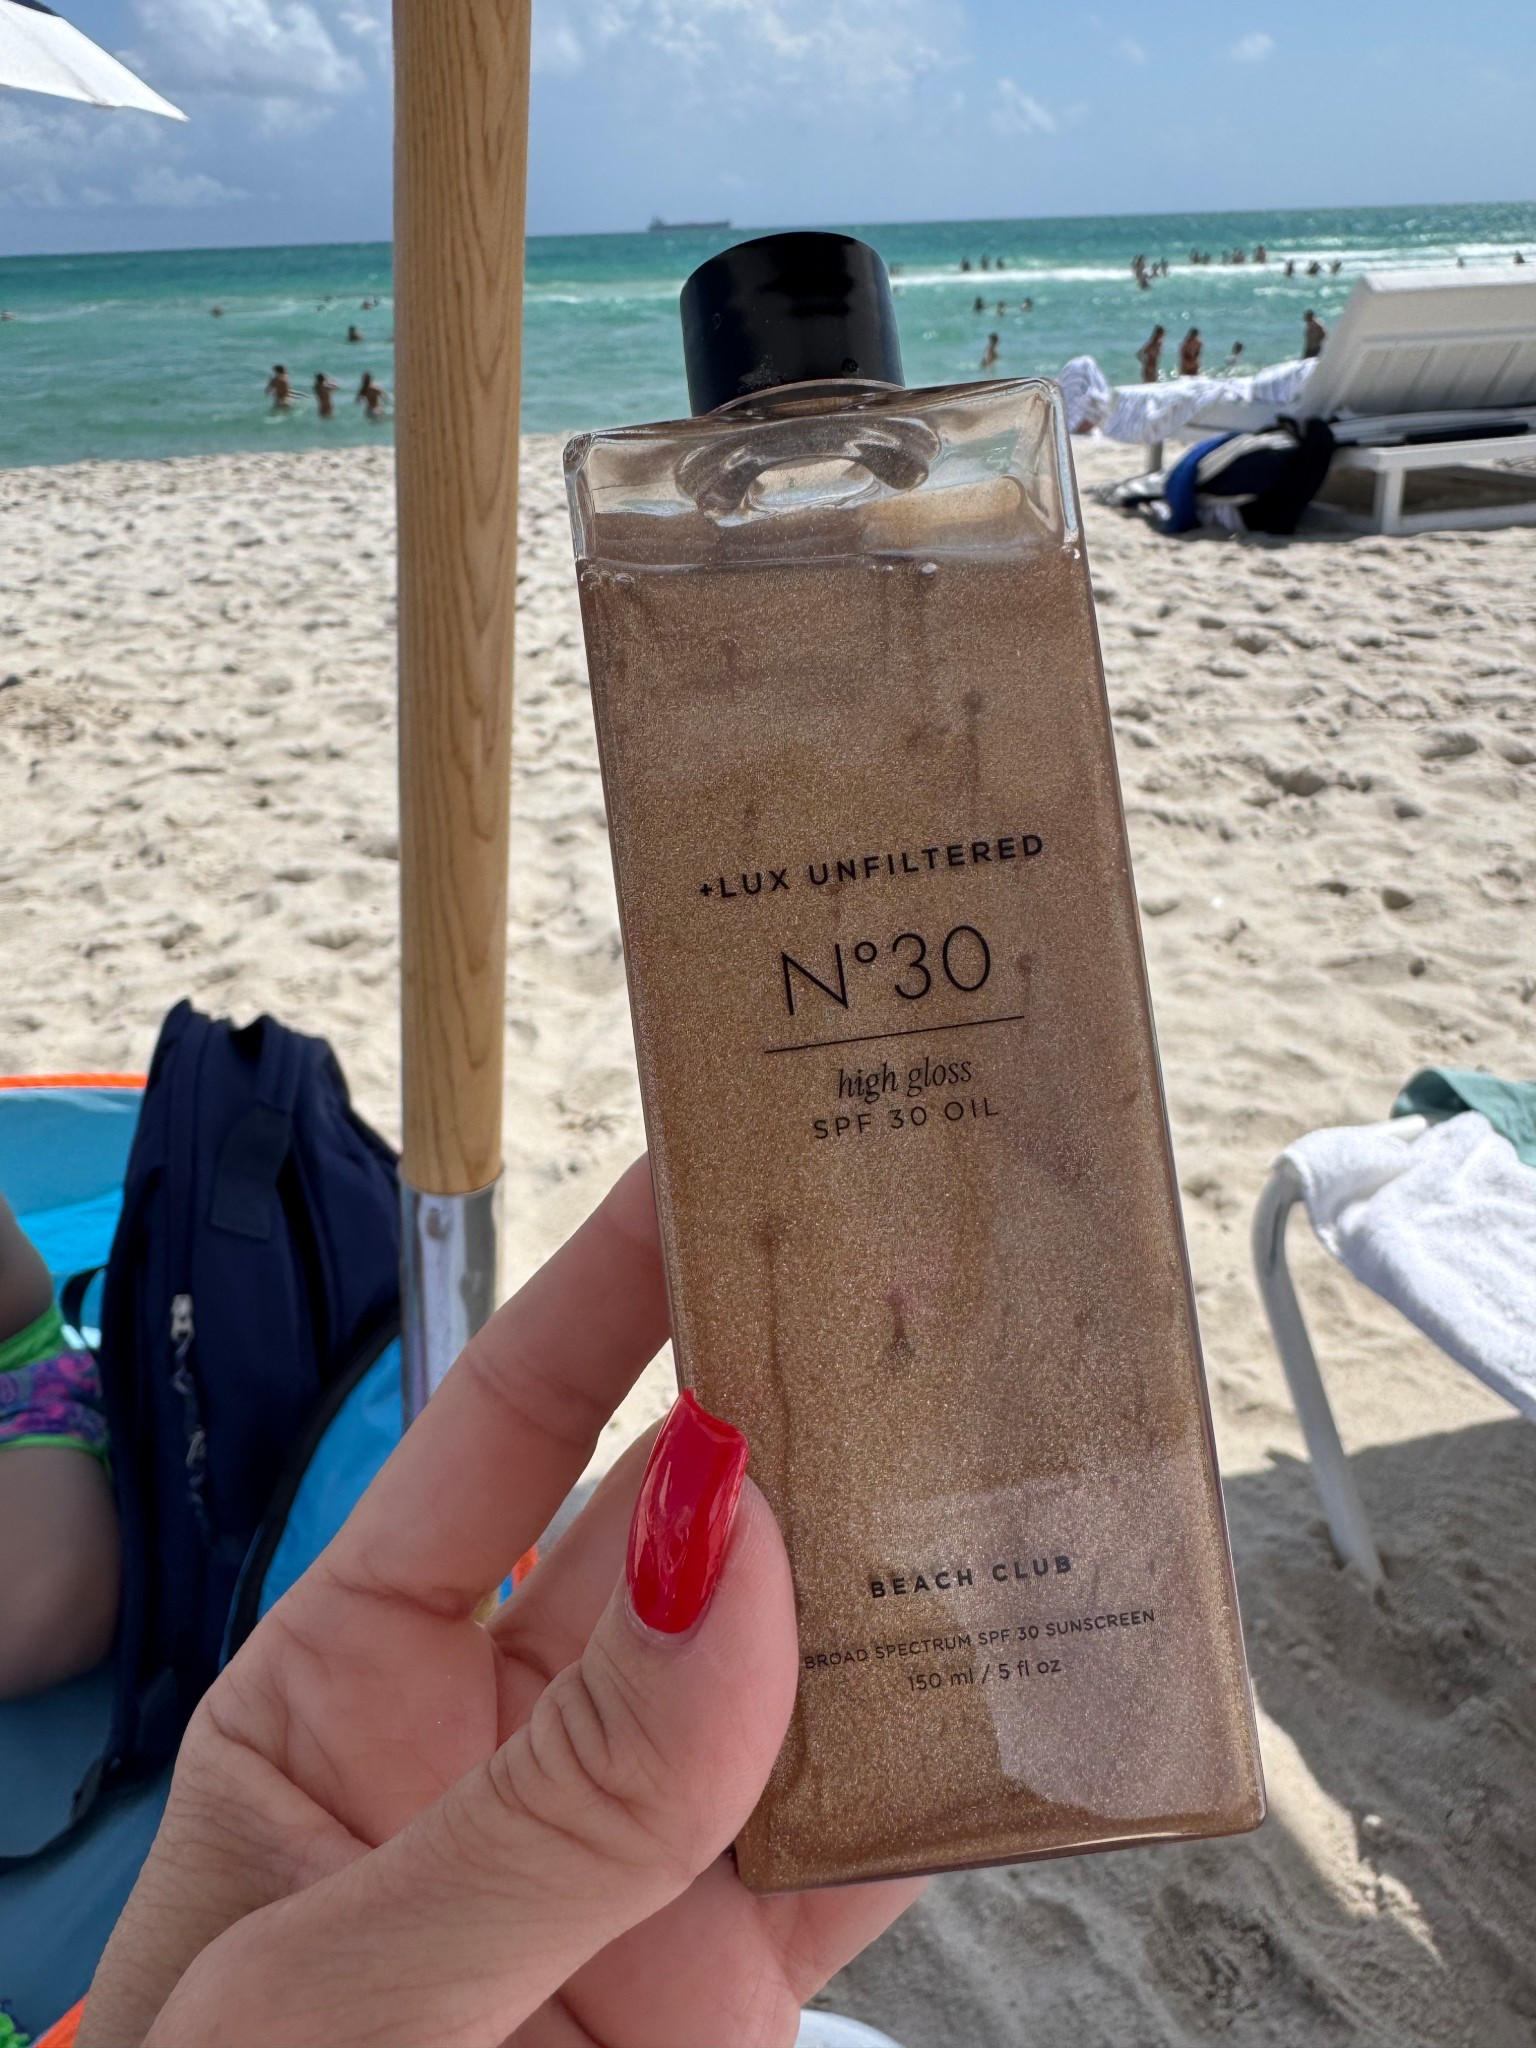 +LUX UNFILTERED
N°30
high gloss
SPF 30 OIL
BEACH CLUB
BROAD SPECTRUM SPF 30 SUNSCREEN
150 ml / 5 fl oz